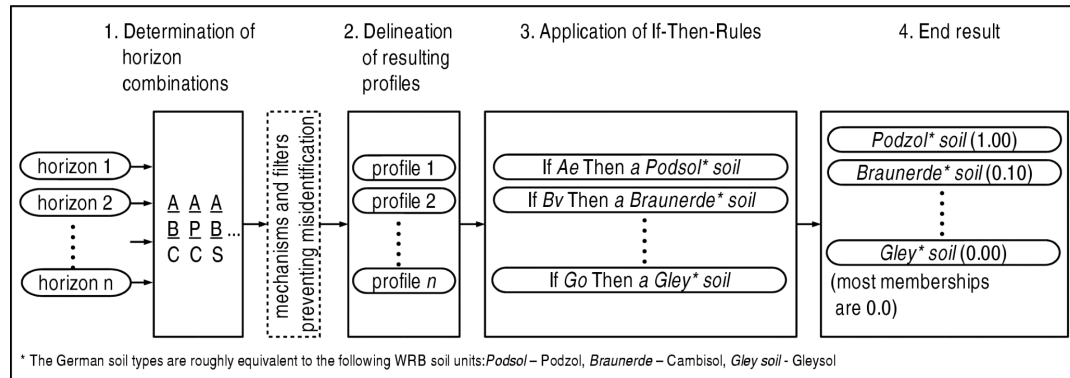 1. Determination of
horizon
combinations
2. Delineation
of resulting
profiles
3. Application of If-Then-Rules
4. End result
horizon 1
horizon 2
horizon n
A A A
B P B ...
C C S
mechanisms and filters
preventing misidentification
profile 1
profile 2
profile n
If Ae Then a Podsol* soil
If Bv Then a Braunerde* soil
If Go Then a Gley* soil
Podzol* soil (1.00)
Braunerde* soil (0.10)
Gley* soil (0.00)
(most memberships
are 0.0)
* The German soil types are roughly equivalent to the following WRB soil units:Podsol – Podzol, Braunerde – Cambisol, Gley soil - Gleysol